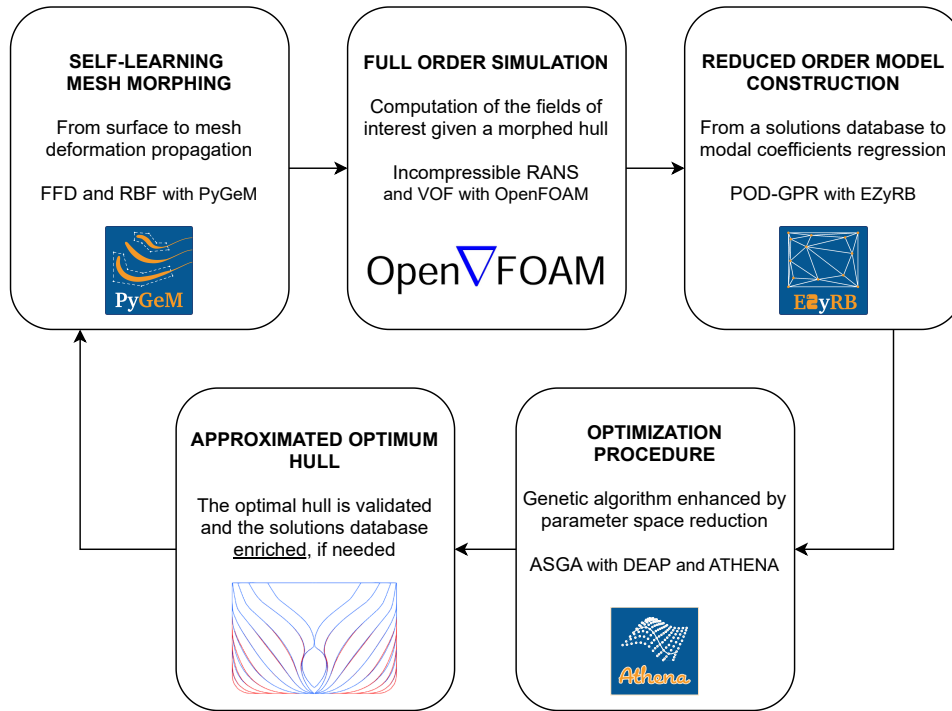 SELF-LEARNING
MESH MORPHING
From surface to mesh
deformation propagation
FFD and RBF with PyGeM
PyGeM
FULL ORDER SIMULATION
Computation of the fields of
interest given a morphed hull
Incompressible RANS
and VOF with OpenFOAM
Open∇FOAM
REDUCED ORDER MODEL
CONSTRUCTION
From a solutions database to
modal coefficients regression
POD-GPR with EZyRB
EZyRB
OPTIMIZATION
PROCEDURE
Genetic algorithm enhanced by
parameter space reduction
ASGA with DEAP and ATHENA
Athena
APPROXIMATED OPTIMUM
HULL
The optimal hull is validated
and the solutions database
enriched, if needed